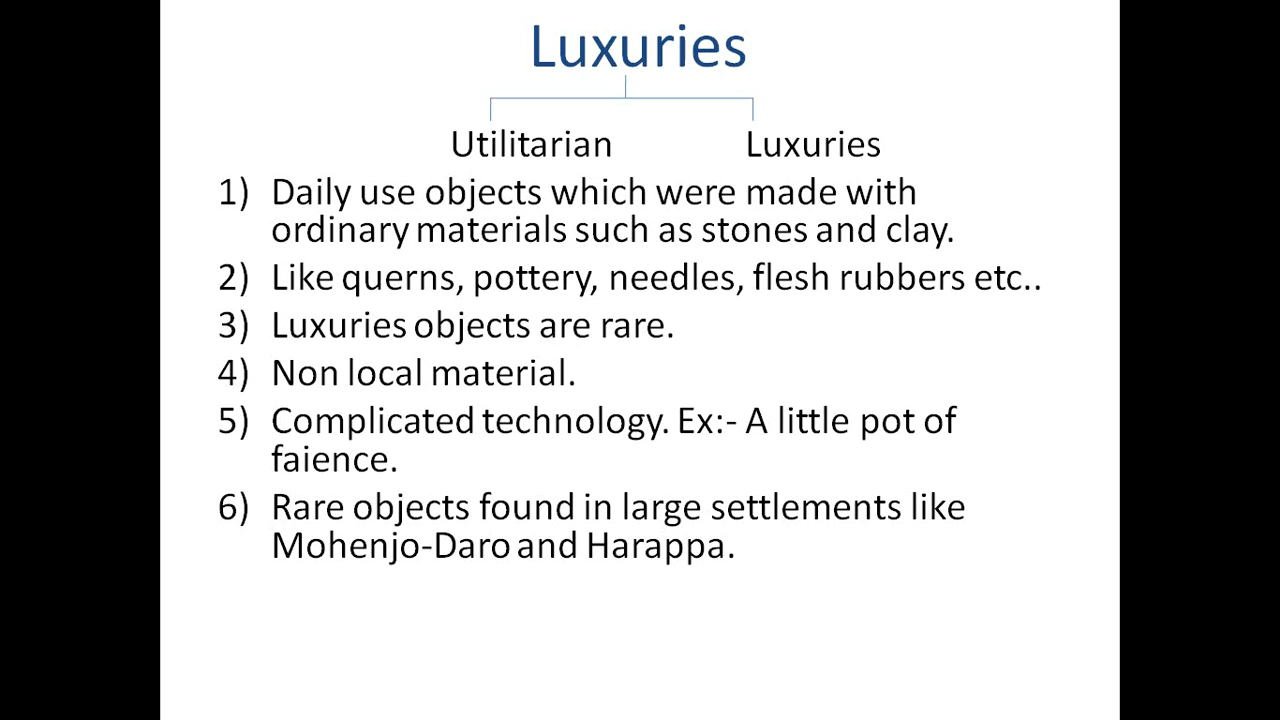 Luxuries
Utilitarian Luxuries
1) Daily use objects which were made with
ordinary materials such as stones and clay.
2) Like querns, pottery, needles, flesh rubbers etc..
3) Luxuries objects are rare.
4) Non local material.
5) Complicated technology. Ex:- A little pot of
faience.
6) Rare objects found in large settlements like
Mohenjo-Daro and Harappa.